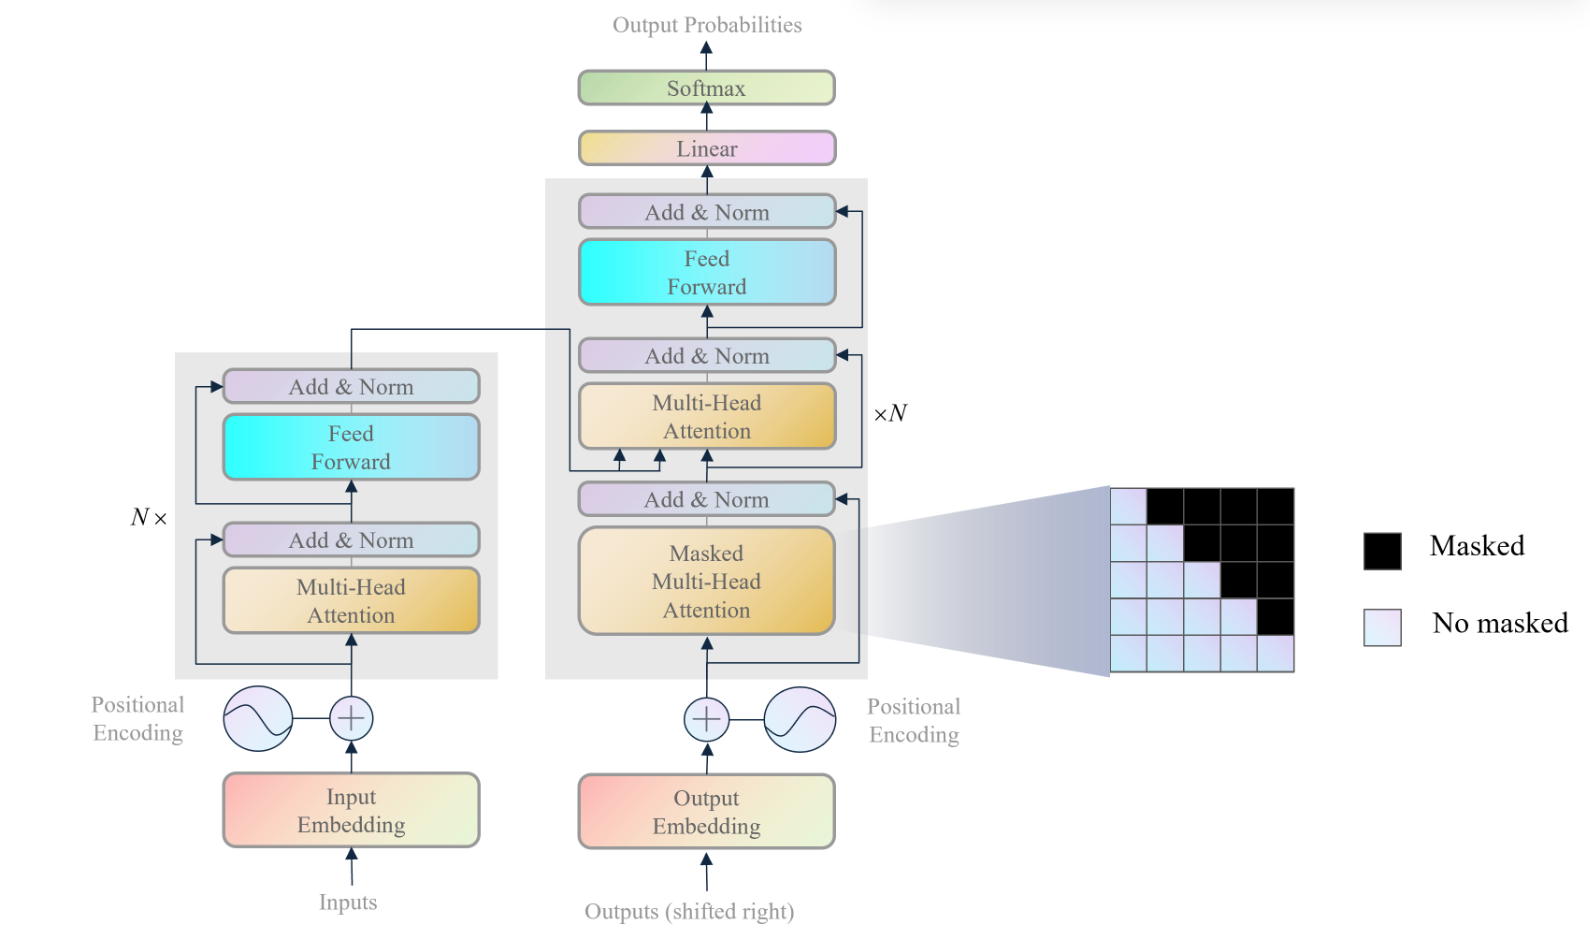 Output Probabilities
Softmax
Linear
Add & Norm
Feed
Forward
Add & Norm
Multi-Head
Attention
×N
Add & Norm
Masked
Multi-Head
Attention
Positional
Encoding
Output
Embedding
Outputs (shifted right)
Add & Norm
Feed
Forward
N×
Add & Norm
Multi-Head
Attention
Positional
Encoding
Input
Embedding
Inputs
Masked
No masked